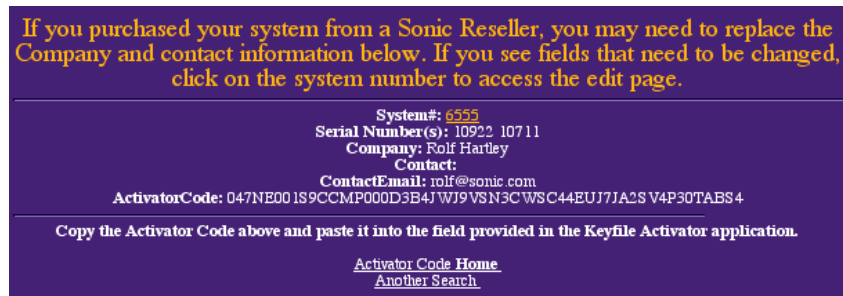 If you purchased your system from a Sonic Reseller, you may need to replace the
Company and contact information below. If you see fields that need to be changed,
click on the system number to access the edit page.
System#: 6555
Serial Number(s): 10922 10711
Company: Rolf Hartley
Contact:
ContactEmail: rolf@sonic.com
ActivatorCode: 047NE001S9CCMP000D3B4JWJ9VSN3CWSC44EUJ7JA2SV4P30TABS4
Copy the Activator Code above and paste it into the field provided in the Keyfile Activator application.
Activator Code Home
Another Search